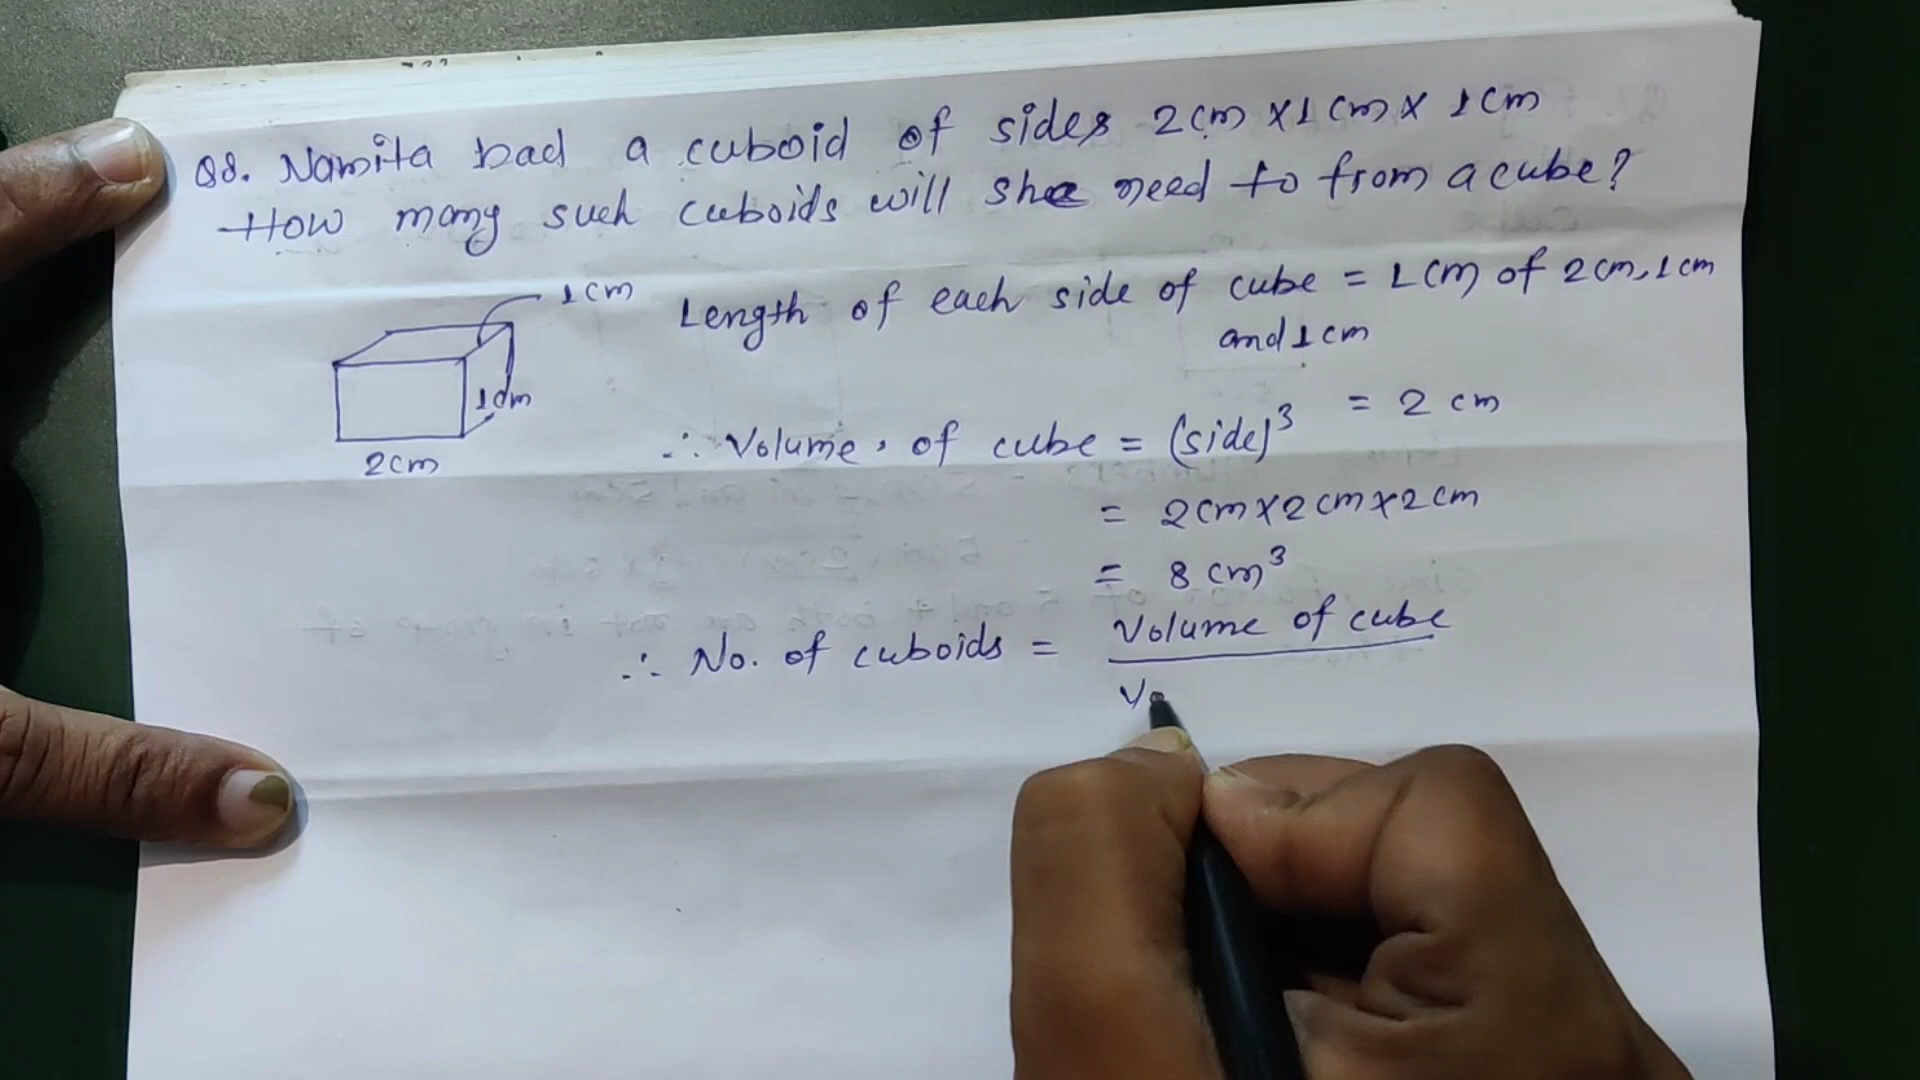 Q8. Namita had a cuboid of sides 2cm x 1cm x 1cm
How many such cuboids will she need to from a cube?
1cm
1cm
2cm
Length of each side of cube = LCM of 2cm, 1cm
and 1cm
= 2 cm
∴ Volume of cube = (side)³
= 2cm x 2cm x 2cm
= 8 cm³
∴ No. of cuboids = Volume of cube
Vo